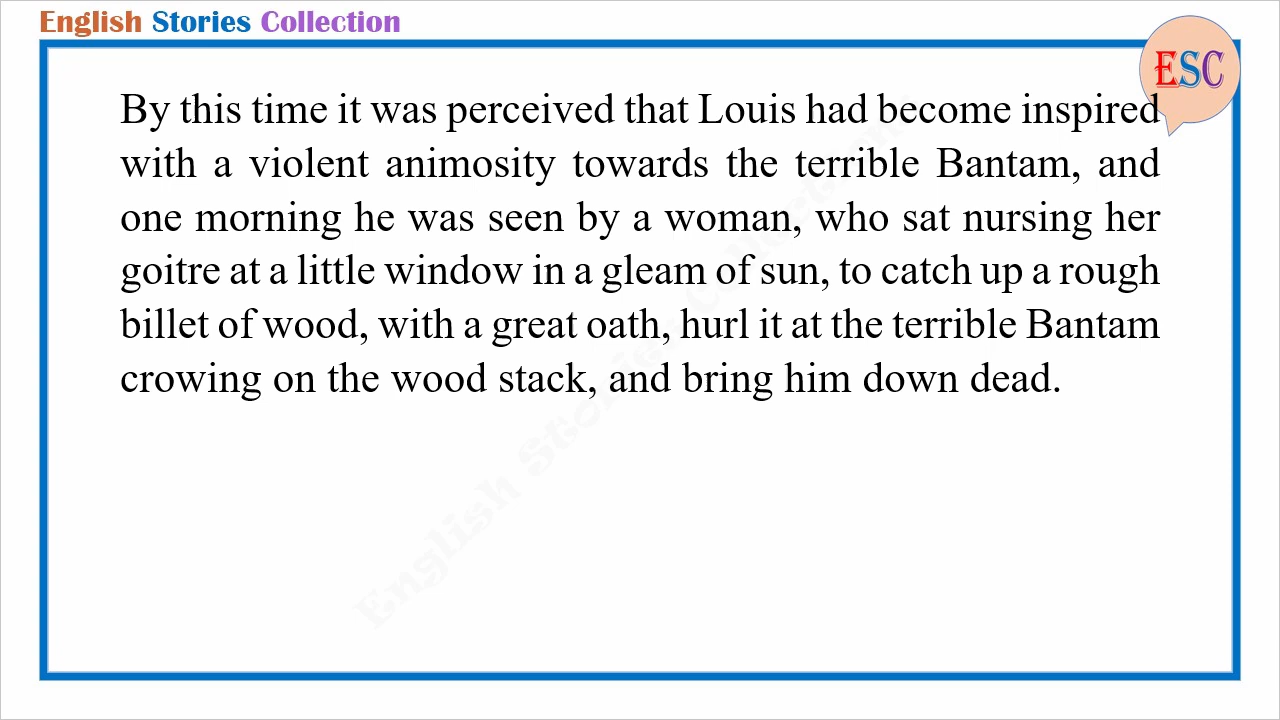 English Stories Collection
ESC
By this time it was perceived that Louis had become inspired
with a violent animosity towards the terrible Bantam, and
one morning he was seen by a woman, who sat nursing her
goitre at a little window in a gleam of sun, to catch up a rough
billet of wood, with a great oath, hurl it at the terrible Bantam
crowing on the wood stack, and bring him down dead.
English Stories Collection